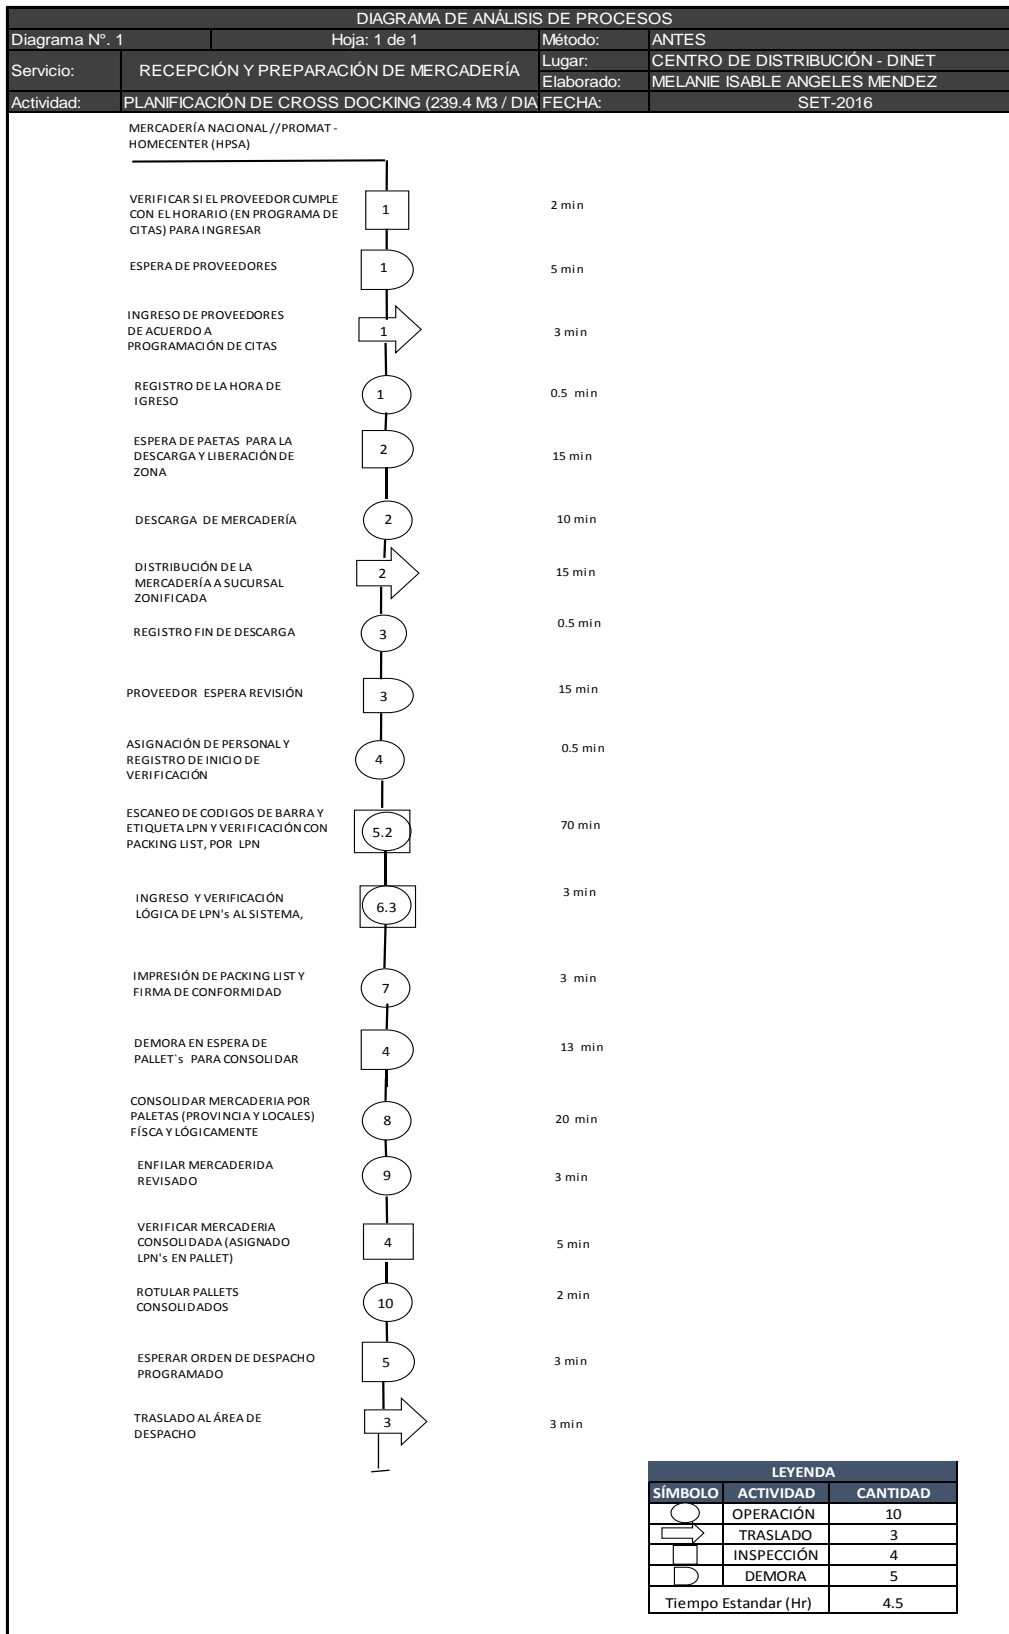 DIAGRAMA DE ANÁLISIS DE PROCESOS
Diagrama N°. 1
Hoja: 1 de 1
Método:
ANTES
Servicio:
RECEPCIÓN Y PREPARACIÓN DE MERCADERÍA
Lugar:
CENTRO DE DISTRIBUCIÓN - DINET
Elaborado:
MELANIE ISABLE ANGELES MENDEZ
Actividad:
PLANIFICACIÓN DE CROSS DOCKING (239.4 M3 / DIA
FECHA:
SET-2016
MERCADERÍA NACIONAL //PROMAT -
HOMECENTER (HPSA)
VERIFICAR SI EL PROVEEDOR CUMPLE
CON EL HORARIO (EN PROGRAMA DE
CITAS) PARA INGRESAR
1
2 min
ESPERA DE PROVEEDORES
1
5 min
INGRESO DE PROVEEDORES
DE ACUERDO A
PROGRAMACIÓN DE CITAS
1
3 min
REGISTRO DE LA HORA DE
IGRESO
1
0.5 min
ESPERA DE PAETAS PARA LA
DESCARGA Y LIBERACIÓN DE
ZONA
2
15 min
DESCARGA DE MERCADERÍA
2
10 min
DISTRIBUCIÓN DE LA
MERCADERÍA A SUCURSAL
ZONIFICADA
2
15 min
REGISTRO FIN DE DESCARGA
3
0.5 min
PROVEEDOR ESPERA REVISIÓN
3
15 min
ASIGNACIÓN DE PERSONAL Y
REGISTRO DE INICIO DE
VERIFICACIÓN
4
0.5 min
ESCANEO DE CODIGOS DE BARRA Y
ETIQUETA LPN Y VERIFICACIÓN CON
PACKING LIST, POR LPN
5.2
70 min
INGRESO Y VERIFICACIÓN
LÓGICA DE LPN's AL SISTEMA,
6.3
3 min
IMPRESIÓN DE PACKING LIST Y
FIRMA DE CONFORMIDAD
7
3 min
DEMORA EN ESPERA DE
PALLET`s PARA CONSOLIDAR
4
13 min
CONSOLIDAR MERCADERIA POR
PALETAS (PROVINCIA Y LOCALES)
FÍSCA Y LÓGICAMENTE
8
20 min
ENFILAR MERCADERIDA
REVISADO
9
3 min
VERIFICAR MERCADERIA
CONSOLIDADA (ASIGNADO
LPN's EN PALLET)
4
5 min
ROTULAR PALLETS
CONSOLIDADOS
10
2 min
ESPERAR ORDEN DE DESPACHO
PROGRAMADO
5
3 min
TRASLADO AL ÁREA DE
DESPACHO
3
3 min
LEYENDA
SÍMBOLO ACTIVIDAD CANTIDAD
OPERACIÓN 10
TRASLADO 3
INSPECCIÓN 4
DEMORA 5
Tiempo Estandar (Hr) 4.5